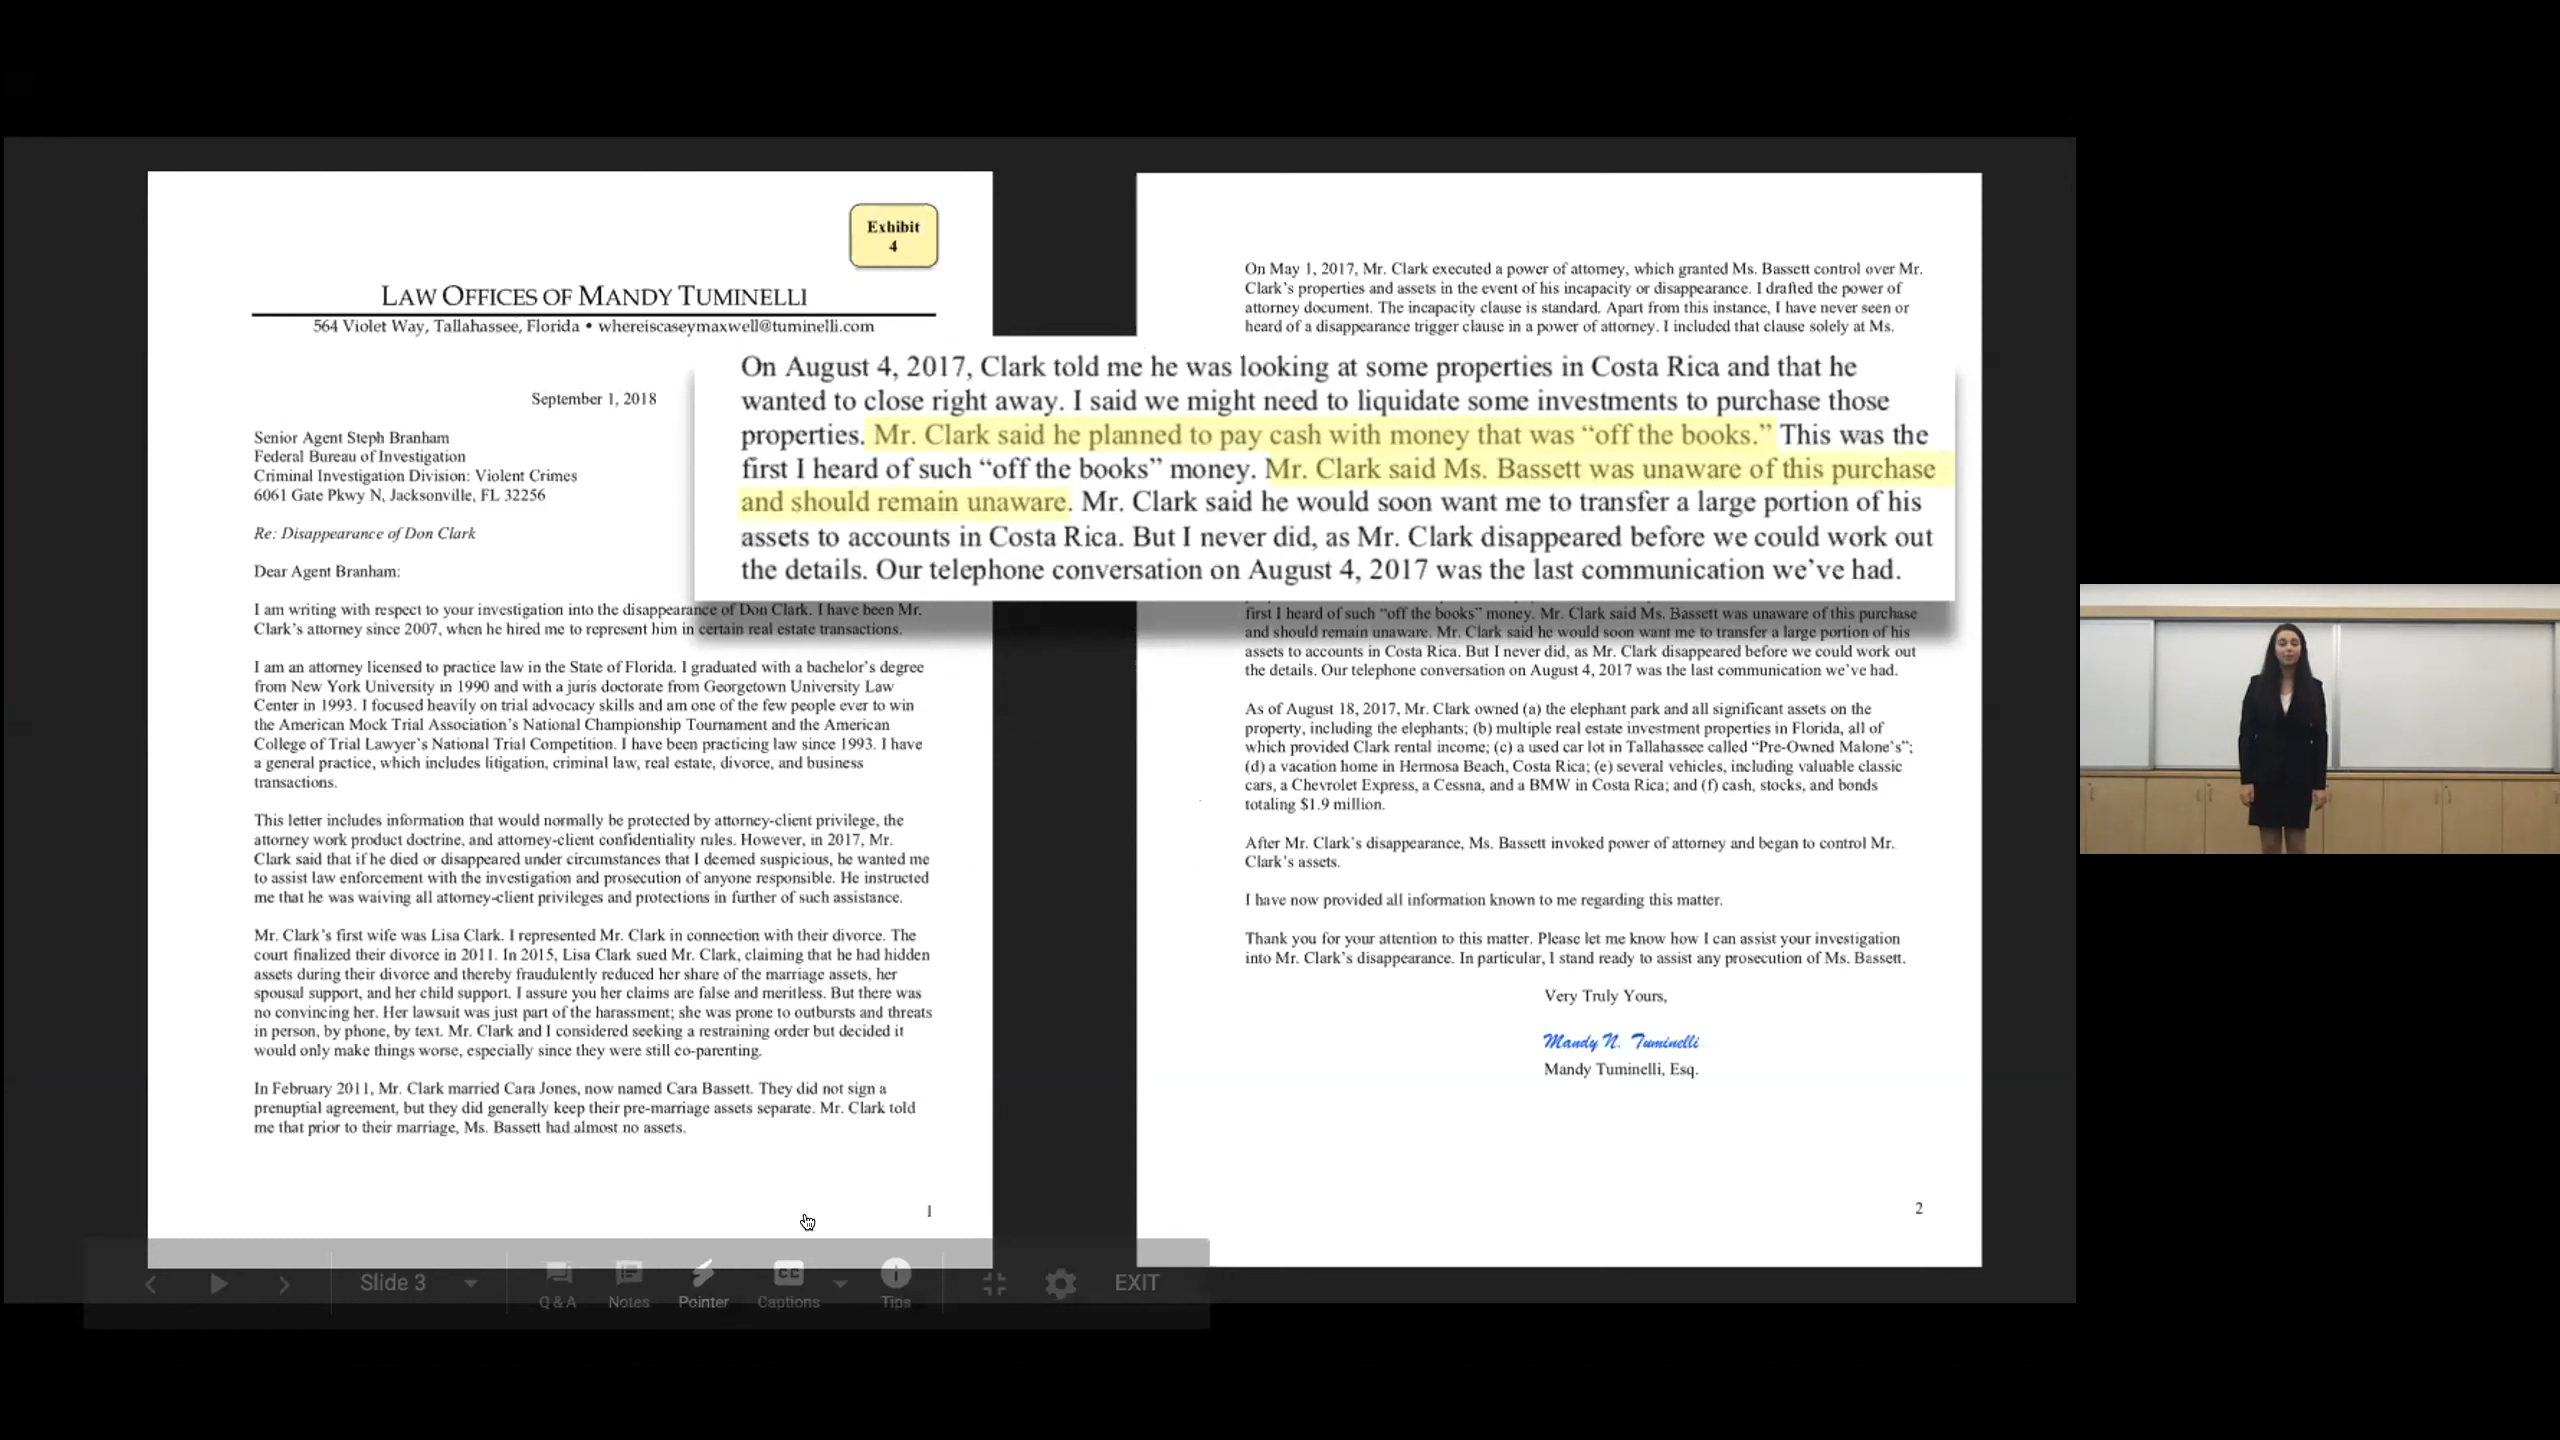 Exhibit
4
LAW OFFICES OF MANDY TUMINELLI
564 Violet Way, Tallahassee, Florida • whereiscaseymaxwell@tuminelli.com
September 1, 2018
Senior Agent Steph Branham
Federal Bureau of Investigation
Criminal Investigation Division: Violent Crimes
6061 Gate Pkwy N, Jacksonville, FL 32256
Re: Disappearance of Don Clark
Dear Agent Branham:
I am writing with respect to your investigation into the disappearance of Don Clark. I have been Mr.
Clark's attorney since 2007, when he hired me to represent him in certain real estate transactions.
I am an attorney licensed to practice law in the State of Florida. I graduated with a bachelor's degree
from New York University in 1990 and with a juris doctorate from Georgetown University Law
Center in 1993. I focused heavily on trial advocacy skills and am one of the few people ever to win
the American Mock Trial Association's National Championship Tournament and the American
College of Trial Lawyer's National Trial Competition. I have been practicing law since 1993. I have
a general practice, which includes litigation, criminal law, real estate, divorce, and business
transactions.
This letter includes information that would normally be protected by attorney-client privilege, the
attorney work product doctrine, and attorney-client confidentiality rules. However, in 2017, Mr.
Clark said that if he died or disappeared under circumstances that I deemed suspicious, he wanted me
to assist law enforcement with the investigation and prosecution of anyone responsible. He instructed
me that he was waiving all attorney-client privileges and protections in further of such assistance.
Mr. Clark's first wife was Lisa Clark. I represented Mr. Clark in connection with their divorce. The
court finalized their divorce in 2011. In 2015, Lisa Clark sued Mr. Clark, claiming that he had hidden
assets during their divorce and thereby fraudulently reduced her share of the marriage assets, her
spousal support, and her child support. I assure you her claims are false and meritless. But there was
no convincing her. Her lawsuit was just part of the harassment; she was prone to outbursts and threats
in person, by phone, by text. Mr. Clark and I considered seeking a restraining order but decided it
would only make things worse, especially since they were still co-parenting.
In February 2011, Mr. Clark married Cara Jones, now named Cara Bassett. They did not sign a
prenuptial agreement, but they did generally keep their pre-marriage assets separate. Mr. Clark told
me that prior to their marriage, Ms. Bassett had almost no assets.
1
On May 1, 2017, Mr. Clark executed a power of attorney, which granted Ms. Bassett control over Mr.
Clark's properties and assets in the event of his incapacity or disappearance. I drafted the power of
attorney document. The incapacity clause is standard. Apart from this instance, I have never seen or
heard of a disappearance trigger clause in a power of attorney. I included that clause solely at Ms.
On August 4, 2017, Clark told me he was looking at some properties in Costa Rica and that he
wanted to close right away. I said we might need to liquidate some investments to purchase those
properties. Mr. Clark said he planned to pay cash with money that was "off the books." This was the
first I heard of such "off the books" money. Mr. Clark said Ms. Bassett was unaware of this purchase
and should remain unaware. Mr. Clark said he would soon want me to transfer a large portion of his
assets to accounts in Costa Rica. But I never did, as Mr. Clark disappeared before we could work out
the details. Our telephone conversation on August 4, 2017 was the last communication we've had.
first I heard of such "off the books" money. Mr. Clark said Ms. Bassett was unaware of this purchase
and should remain unaware. Mr. Clark said he would soon want me to transfer a large portion of his
assets to accounts in Costa Rica. But I never did, as Mr. Clark disappeared before we could work out
the details. Our telephone conversation on August 4, 2017 was the last communication we've had.
As of August 18, 2017, Mr. Clark owned (a) the elephant park and all significant assets on the
property, including the elephants; (b) multiple real estate investment properties in Florida, all of
which provided Clark rental income; (c) a used car lot in Tallahassee called "Pre-Owned Malone's";
(d) a vacation home in Hermosa Beach, Costa Rica; (e) several vehicles, including valuable classic
cars, a Chevrolet Express, a Cessna, and a BMW in Costa Rica; and (f) cash, stocks, and bonds
totaling $1.9 million.
After Mr. Clark's disappearance, Ms. Bassett invoked power of attorney and began to control Mr.
Clark's assets.
I have now provided all information known to me regarding this matter.
Thank you for your attention to this matter. Please let me know how I can assist your investigation
into Mr. Clark's disappearance. In particular, I stand ready to assist any prosecution of Ms. Bassett.
Very Truly Yours,
Mandy N. Tuminelli
Mandy Tuminelli, Esq.
2
Slide 3
Q & A
Notes
Pointer
CC
Captions
Tips
EXIT